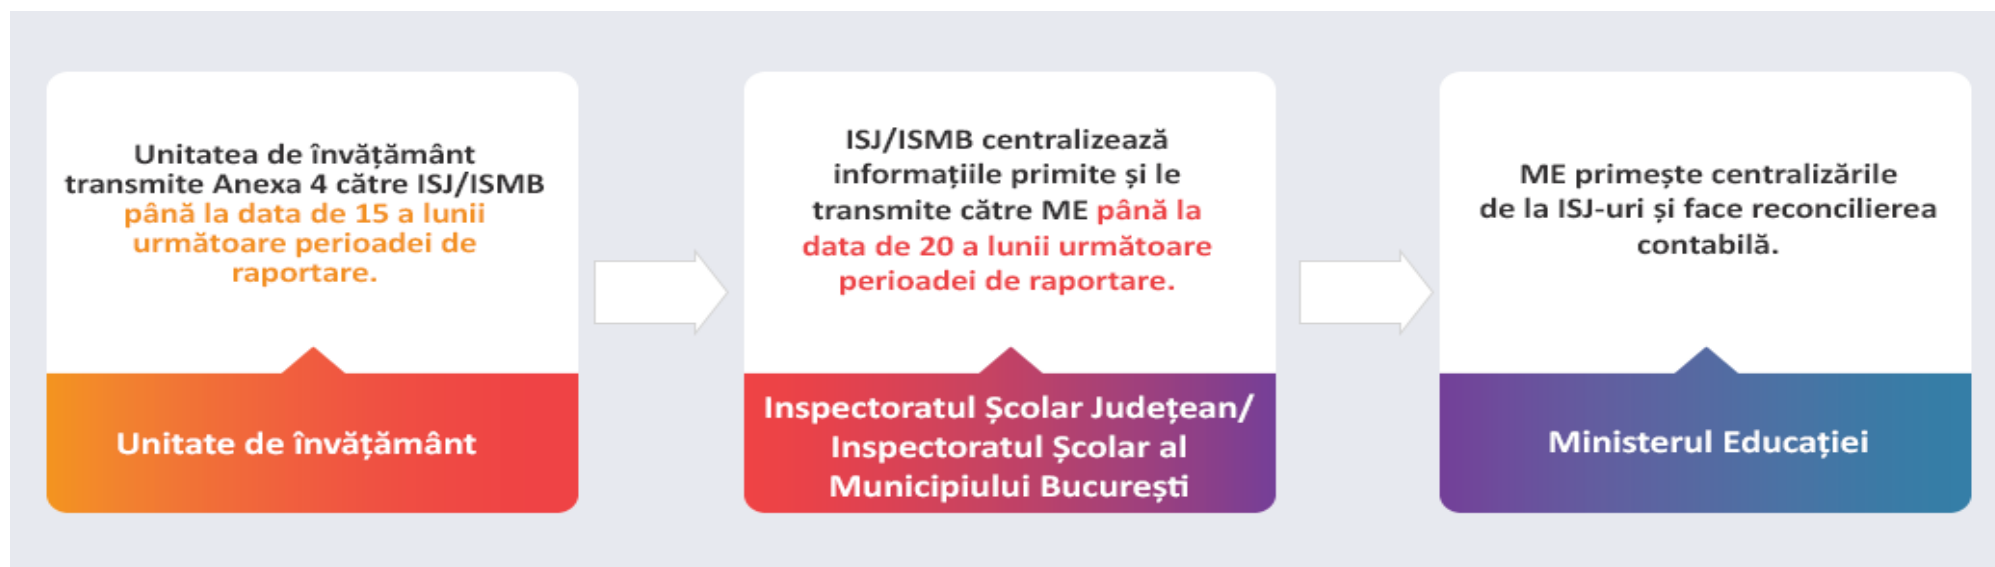 Unitatea de învățământ
transmite Anexa 4 către ISJ/ISMB
până la data de 15 a lunii
următoare perioadei de
raportare.
Unitate de învățământ
ISJ/ISMB centralizează
informațiile primite și le
transmite către ME până la
data de 20 a lunii următoare
perioadei de raportare.
Inspectoratul Școlar Județean/
Inspectoratul Școlar al
Municipiului București
ME primește centralizările
de la ISJ-uri și face reconcilierea
contabilă.
Ministerul Educației